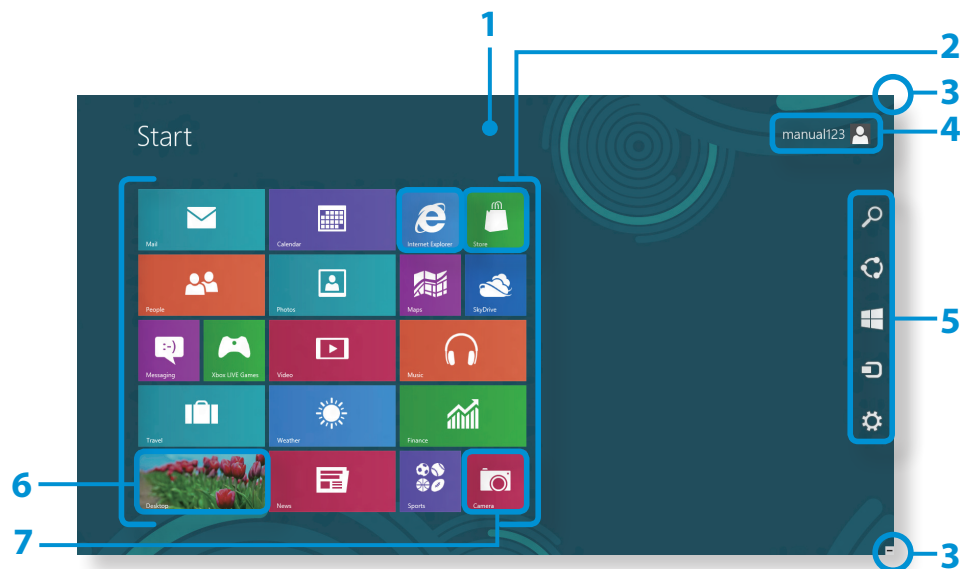 1
2
3
Start
manual123
4
Mail
Calendar
Internet Explorer
Store
People
Photos
Maps
SkyDrive
5
Messaging
Xbox LIVE Games
Video
Music
Travel
Weather
Finance
6
Desktop
News
Sports
Camera
7
3